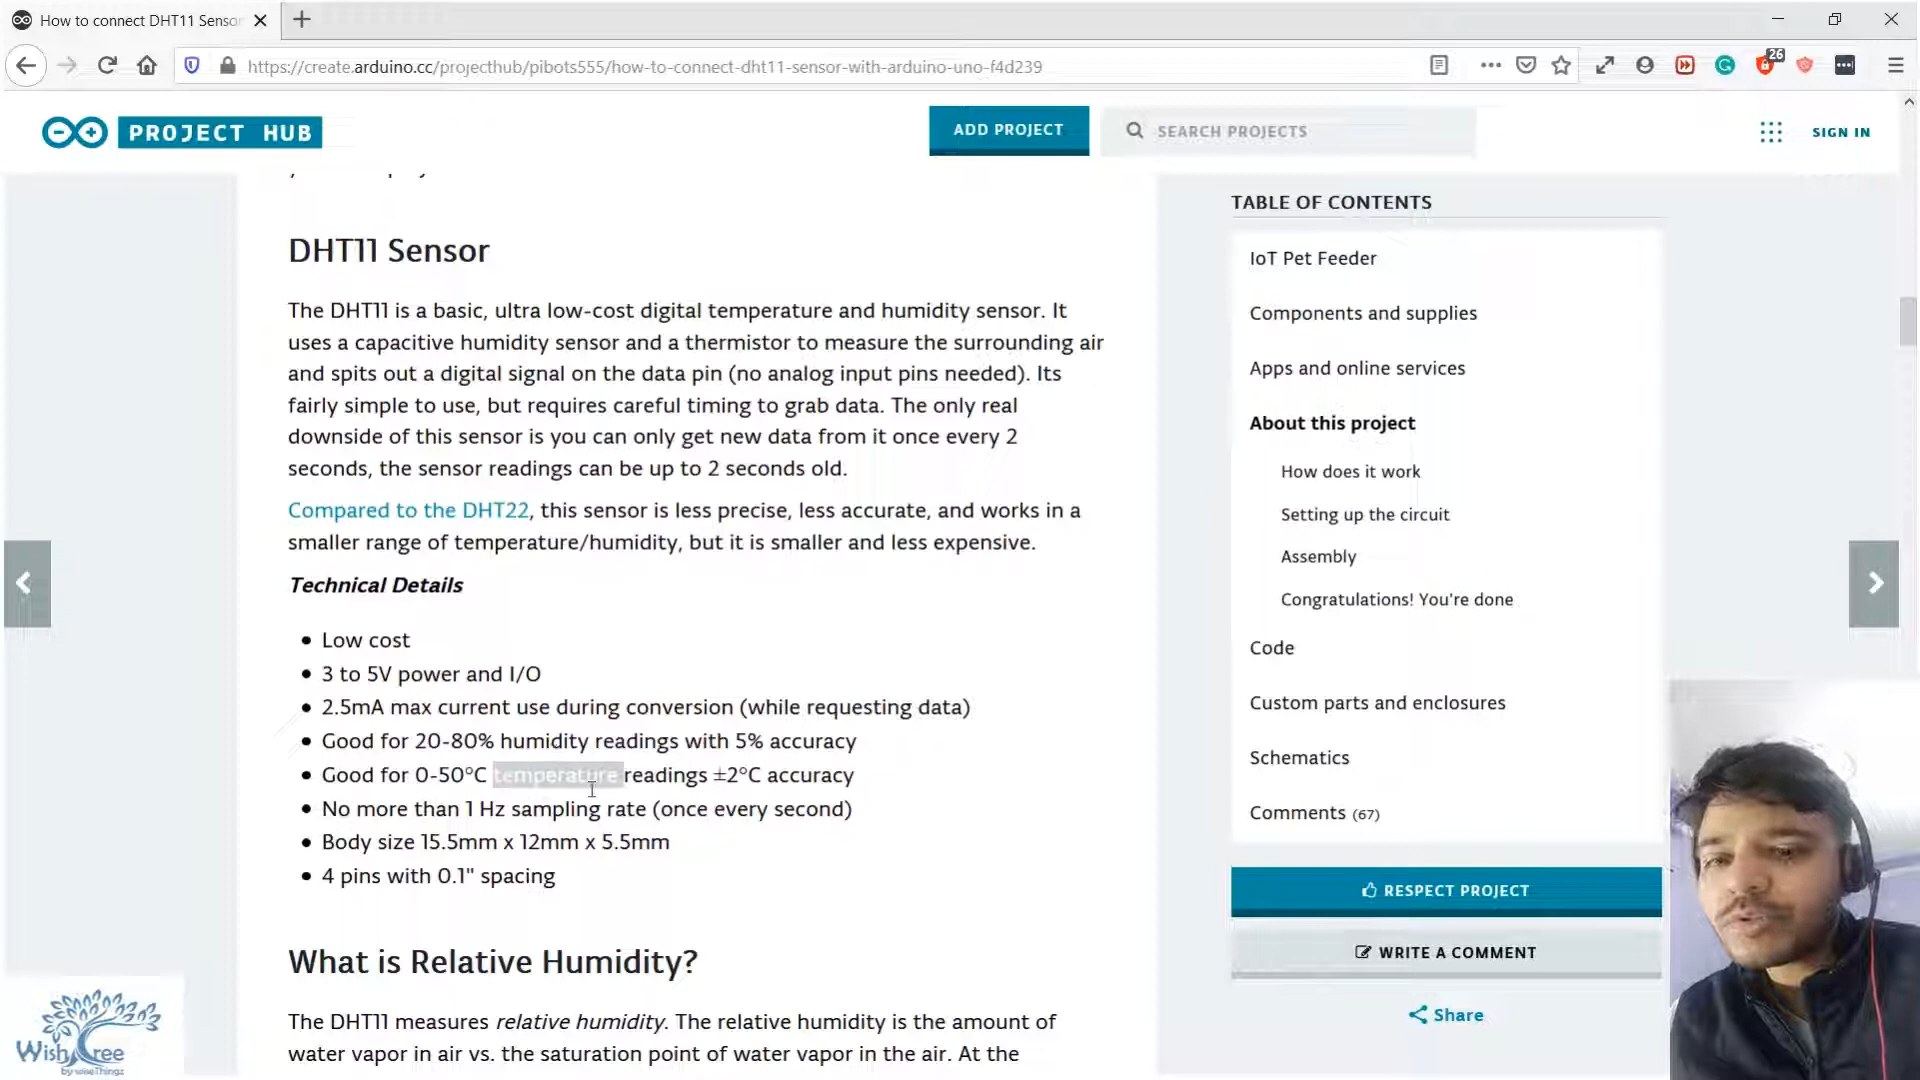 How to connect DHT11 Senso
https://create.arduino.cc/projecthub/pibots555/how-to-connect-dht11-sensor-with-arduino-uno-f4d239
26
PROJECT HUB
ADD PROJECT
SEARCH PROJECTS
SIGN IN
DHT11 Sensor
The DHT11 is a basic, ultra low-cost digital temperature and humidity sensor. It
uses a capacitive humidity sensor and a thermistor to measure the surrounding air
and spits out a digital signal on the data pin (no analog input pins needed). Its
fairly simple to use, but requires careful timing to grab data. The only real
downside of this sensor is you can only get new data from it once every 2
seconds, the sensor readings can be up to 2 seconds old.
Compared to the DHT22, this sensor is less precise, less accurate, and works in a
smaller range of temperature/humidity, but it is smaller and less expensive.
Technical Details
Low cost
3 to 5V power and I/O
2.5mA max current use during conversion (while requesting data)
Good for 20-80% humidity readings with 5% accuracy
Good for 0-50°C temperature readings ±2°C accuracy
No more than 1 Hz sampling rate (once every second)
Body size 15.5mm x 12mm x 5.5mm
4 pins with 0.1" spacing
What is Relative Humidity?
The DHT11 measures relative humidity. The relative humidity is the amount of
water vapor in air vs. the saturation point of water vapor in the air. At the
TABLE OF CONTENTS
IoT Pet Feeder
Components and supplies
Apps and online services
About this project
How does it work
Setting up the circuit
Assembly
Congratulations! You're done
Code
Custom parts and enclosures
Schematics
Comments (67)
RESPECT PROJECT
WRITE A COMMENT
Share
WishTree
by wiseThingz